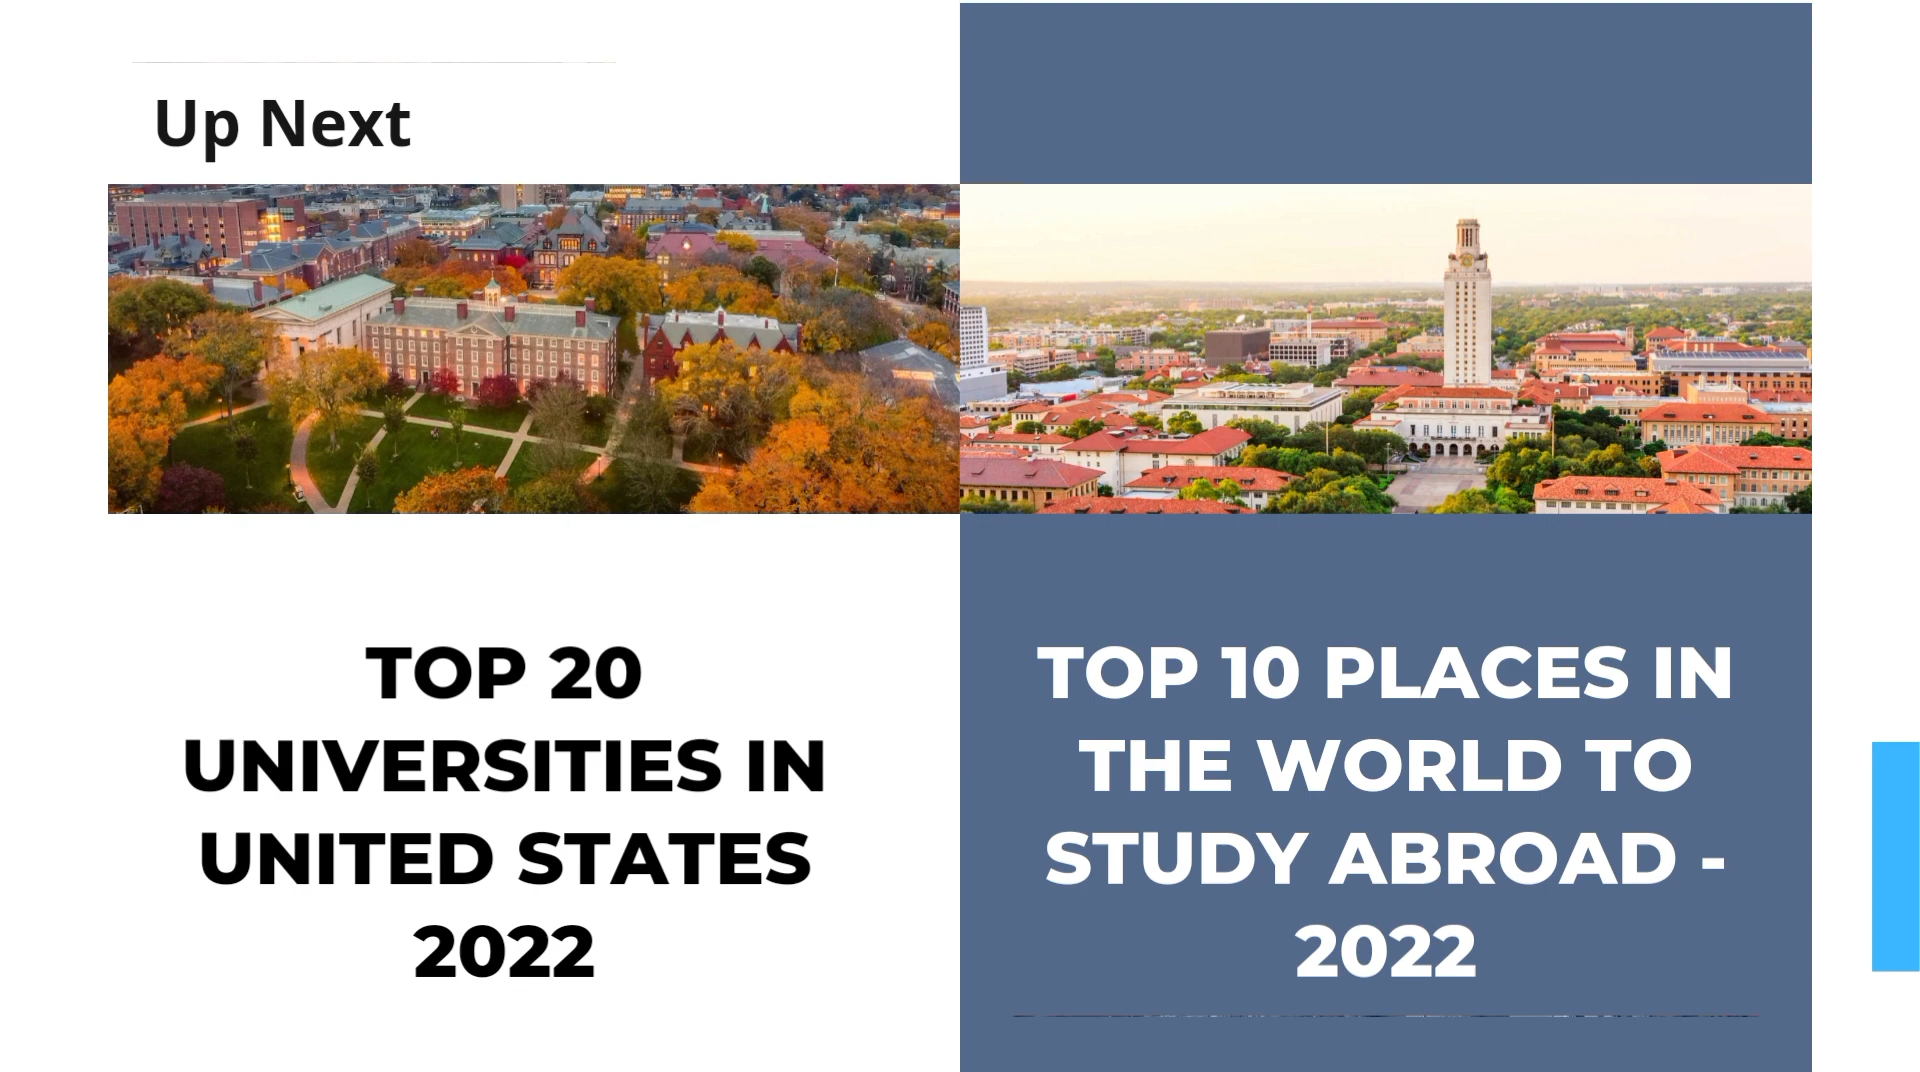 Up Next
TOP 20
UNIVERSITIES IN
UNITED STATES
2022
TOP 10 PLACES IN
THE WORLD TO
STUDY ABROAD -
2022